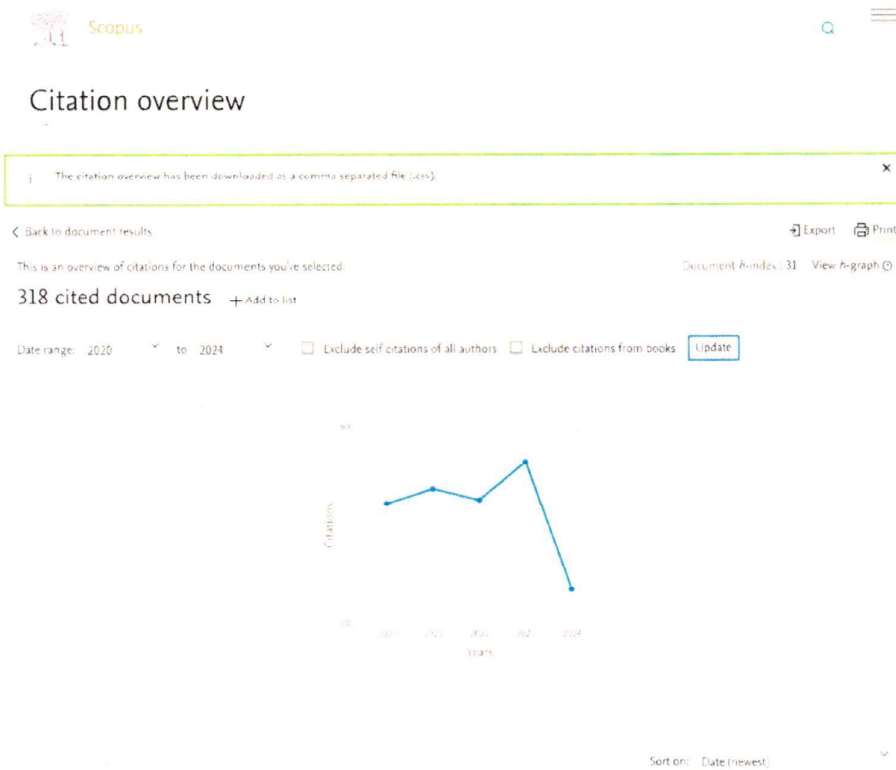 Scopus
Citation overview
i The citation overview has been downloaded as a comma separated file (.csv). ×
Back to document results Export Print
This is an overview of citations for the documents you've selected. Document h-index : 31 View h-graph
318 cited documents + Add to list
Date range: 2020 to 2024 Exclude self citations of all authors Exclude citations from books Update
Citations
2024
Years
Sort on: Date (newest)